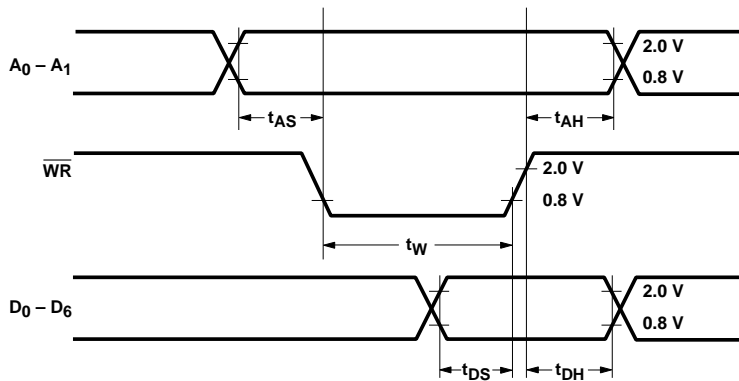 A0 – A1
2.0 V
0.8 V
tAS
tAH
WR
2.0 V
0.8 V
tW
D0 – D6
2.0 V
0.8 V
tDS
tDH